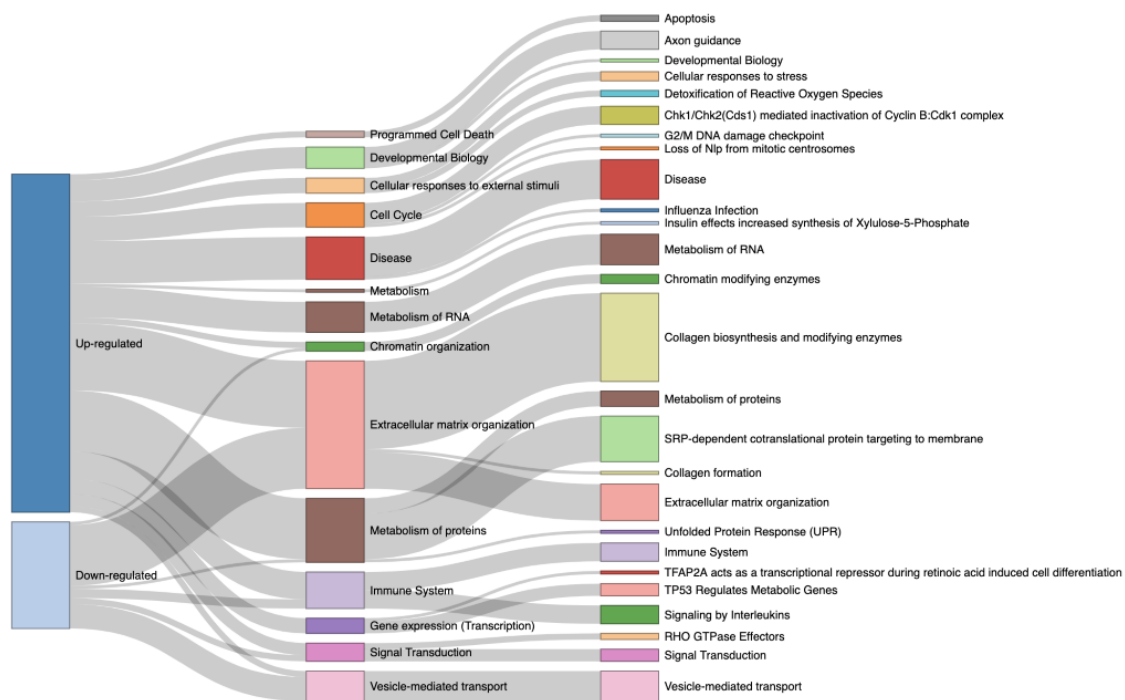 Up-regulated
Down-regulated
Programmed Cell Death
Developmental Biology
Cellular responses to external stimuli
Cell Cycle
Disease
Metabolism
Metabolism of RNA
Chromatin organization
Extracellular matrix organization
Metabolism of proteins
Immune System
Gene expression (Transcription)
Signal Transduction
Vesicle-mediated transport
Apoptosis
Axon guidance
Developmental Biology
Cellular responses to stress
Detoxification of Reactive Oxygen Species
Chk1/Chk2(Cds1) mediated inactivation of Cyclin B:Cdk1 complex
G2/M DNA damage checkpoint
Loss of Nlp from mitotic centrosomes
Disease
Influenza Infection
Insulin effects increased synthesis of Xylulose-5-Phosphate
Metabolism of RNA
Chromatin modifying enzymes
Collagen biosynthesis and modifying enzymes
Metabolism of proteins
SRP-dependent cotranslational protein targeting to membrane
Collagen formation
Extracellular matrix organization
Unfolded Protein Response (UPR)
Immune System
TFAP2A acts as a transcriptional repressor during retinoic acid induced cell differentiation
TP53 Regulates Metabolic Genes
Signaling by Interleukins
RHO GTPase Effectors
Signal Transduction
Vesicle-mediated transport